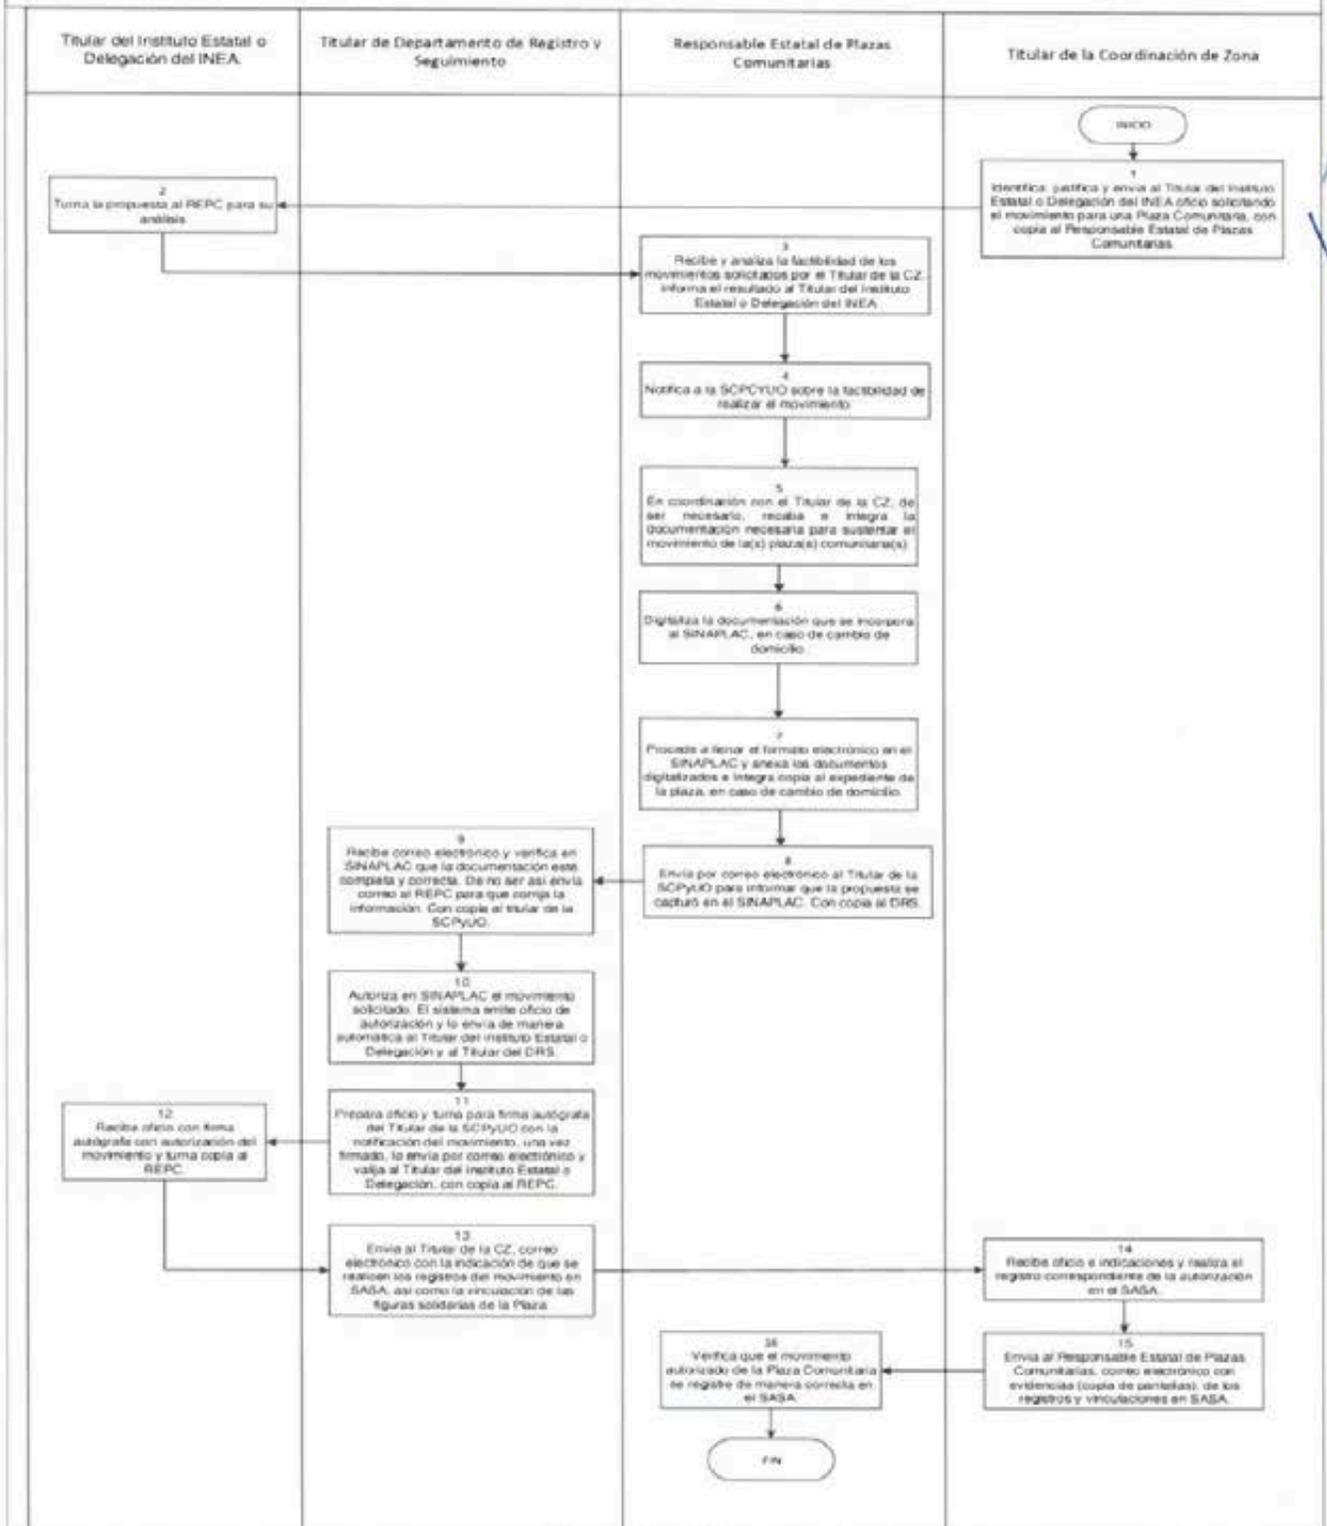 Titular del Instituto Estatal o
Delegación del INEA.
Titular de Departamento de Registro y
Seguimiento
Responsable Estatal de Plazas
Comunitarias
Titular de la Coordinación de Zona
INICIO
1
Identifica, justifica y envía al Titular del Instituto
Estatal o Delegación del INEA oficio solicitando
el movimiento para una Plaza Comunitaria, con
copia al Responsable Estatal de Plazas
Comunitarias
2
Turna la propuesta al REPC para su
análisis
3
Recibe y analiza la factibilidad de los
movimientos solicitados por el Titular de la CZ,
informa el resultado al Titular del Instituto
Estatal o Delegación del INEA
4
Notifica a la SCPCYUO sobre la factibilidad de
realizar el movimiento
5
En coordinación con el Titular de la CZ, de
ser necesario, recaba e integra la
documentación necesaria para sustentar el
movimiento de la(s) plaza(s) comunitaria(s)
6
Digitaliza la documentación que se incorpora
al SINAPLAC, en caso de cambio de
domicilio
7
Procede a llenar el formato electrónico en el
SINAPLAC y anexa los documentos
digitalizados e integra copia al expediente de
la plaza, en caso de cambio de domicilio
8
Envía por correo electrónico al Titular de la
SCPyUO para informar que la propuesta se
capturó en el SINAPLAC. Con copia al DRS.
9
Recibe correo electrónico y verifica en
SINAPLAC que la documentación esté
completa y correcta. De no ser así envía
correo al REPC para que corrija la
información. Con copia al titular de la
SCPyUO.
10
Autoriza en SINAPLAC el movimiento
solicitado. El sistema emite oficio de
autorización y lo envía de manera
automática al Titular del Instituto Estatal o
Delegación y al Titular del DRS.
11
Prepara oficio y turna para firma autógrafa
del Titular de la SCPyUO con la
notificación del movimiento, una vez
firmado, lo envía por correo electrónico y
valija al Titular del Instituto Estatal o
Delegación, con copia al REPC.
12
Recibe oficio con firma
autógrafa con autorización del
movimiento y turna copia al
REPC.
13
Envía al Titular de la CZ, correo
electrónico con la indicación de que se
realicen los registros del movimiento en
SASA, así como la vinculación de las
figuras solidarias de la Plaza
14
Recibe oficio e indicaciones y realiza el
registro correspondiente de la autorización
en el SASA.
15
Envía al Responsable Estatal de Plazas
Comunitarias, correo electrónico con
evidencias (copia de pantallas), de los
registros y vinculaciones en SASA.
16
Verifica que el movimiento
autorizado de la Plaza Comunitaria
se registre de manera correcta en
el SASA
FIN